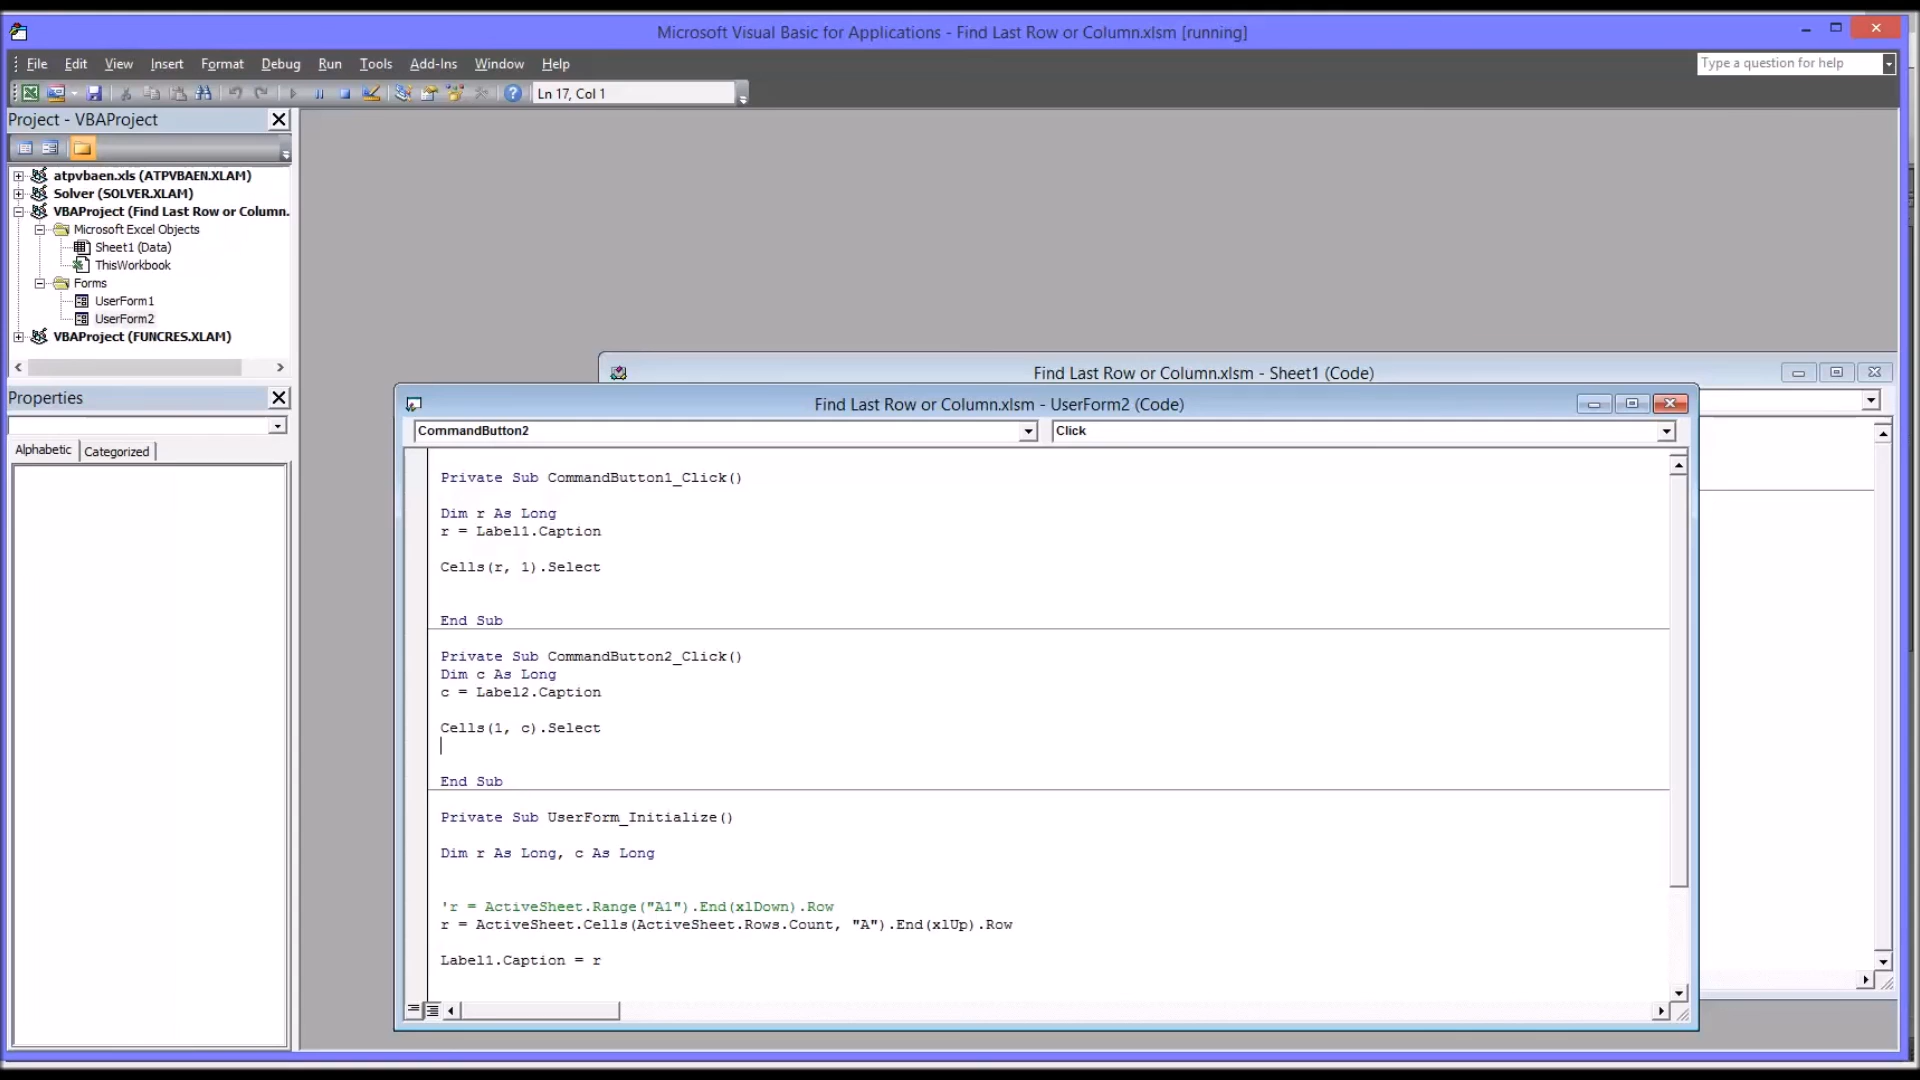 Microsoft Visual Basic for Applications - Find Last Row or Column.xlsm [running]
File Edit View Insert Format Debug Run Tools Add-Ins Window Help
Type a question for help
Ln 17, Col 1
Project - VBAProject
atpvbaen.xls (ATPVBAEN.XLAM)
Solver (SOLVER.XLAM)
VBAProject (Find Last Row or Column.
Microsoft Excel Objects
Sheet1 (Data)
ThisWorkbook
Forms
UserForm1
UserForm2
VBAProject (FUNCRES.XLAM)
Properties
Alphabetic Categorized
Find Last Row or Column.xlsm - Sheet1 (Code)
Find Last Row or Column.xlsm - UserForm2 (Code)
CommandButton2 Click
Private Sub CommandButton1_Click()
Dim r As Long
r = Label1.Caption
Cells(r, 1).Select
End Sub
Private Sub CommandButton2_Click()
Dim c As Long
c = Label2.Caption
Cells(1, c).Select
End Sub
Private Sub UserForm_Initialize()
Dim r As Long, c As Long
'r = ActiveSheet.Range("A1").End(xlDown).Row
r = ActiveSheet.Cells(ActiveSheet.Rows.Count, "A").End(xlUp).Row
Label1.Caption = r